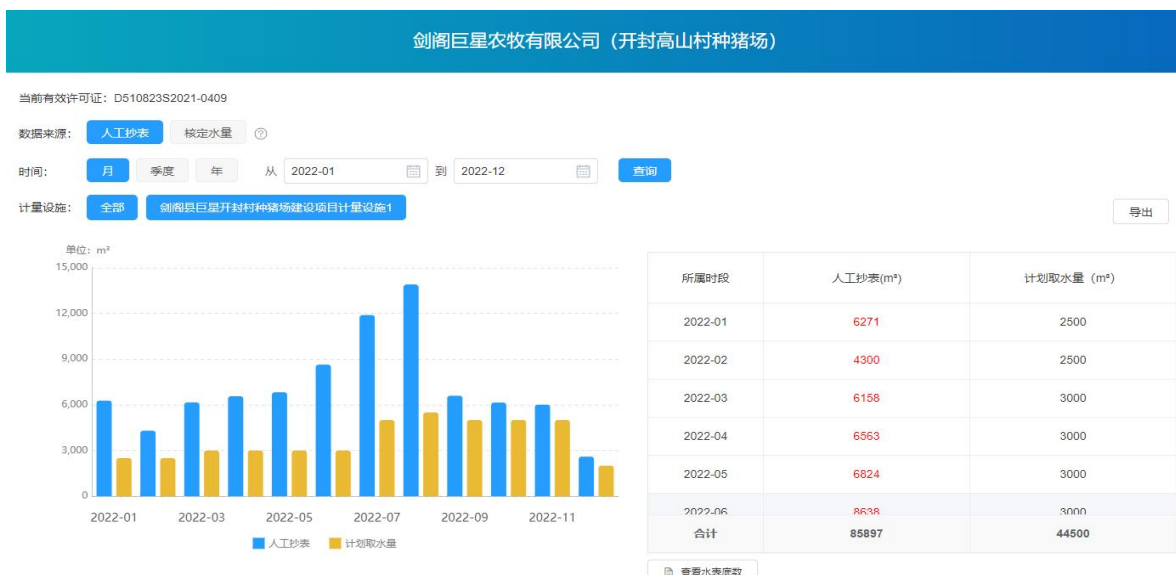 剑阁巨星农牧有限公司（开封高山村种猪场）
当前有效许可证：D510823S2021-0409
数据来源： 人工抄表 核定水量 ?
时间： 月 季度 年 从 2022-01 到 2022-12 查询
计量设施： 全部 剑阁县巨星开封村种猪场建设项目计量设施1
导出
单位：m³
15,000
12,000
9,000
6,000
3,000
0
2022-01 2022-03 2022-05 2022-07 2022-09 2022-11
人工抄表 计划取水量
所属时段 人工抄表(m³) 计划取水量（m³）
2022-01 6271 2500
2022-02 4300 2500
2022-03 6158 3000
2022-04 6563 3000
2022-05 6824 3000
2022-06 8638 3000
合计 85897 44500
查看水表底数